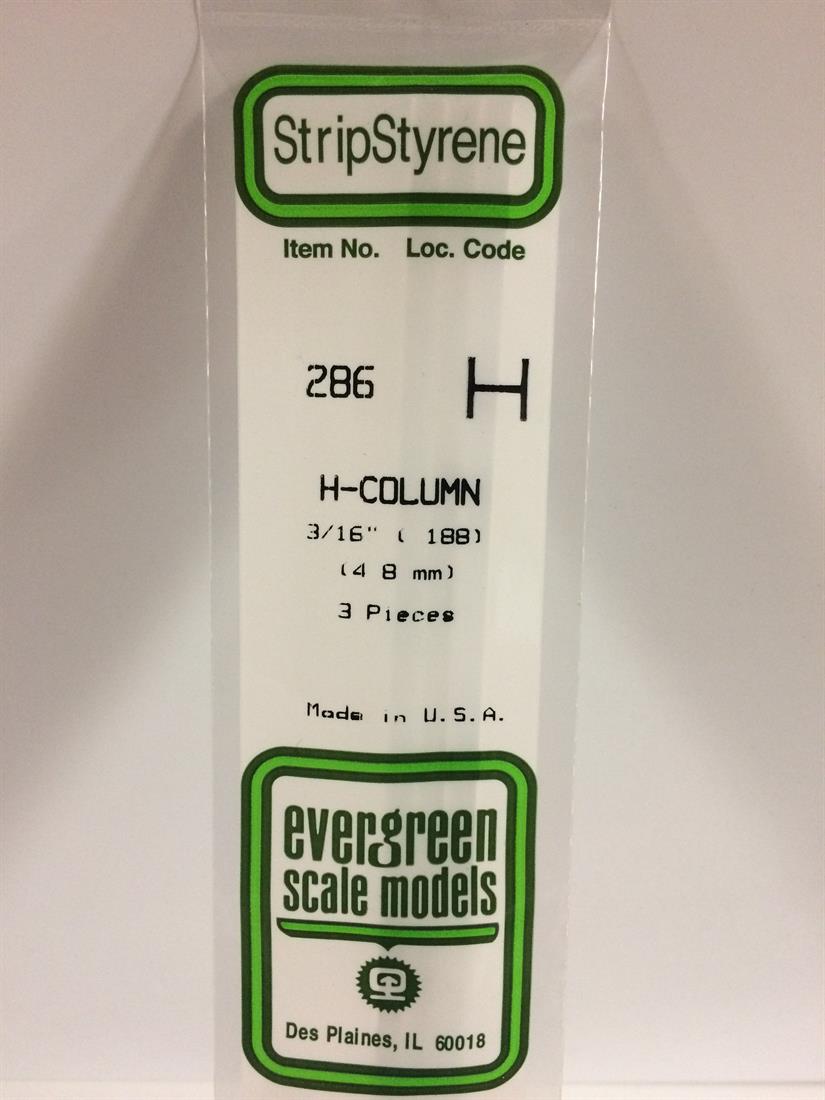 StripStyrene
Item No. Loc. Code
286 H
H-COLUMN
3/16" ( 188)
(4 8 mm)
3 Pieces
Made in U.S.A.
evergreen
scale models
Des Plaines, IL 60018